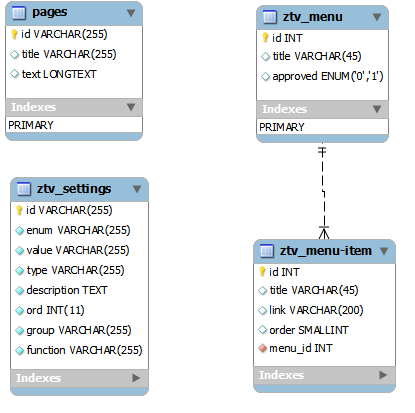 pages
id VARCHAR(255)
title VARCHAR(255)
text LONGTEXT
Indexes
PRIMARY
ztv_menu
id INT
title VARCHAR(45)
approved ENUM('0','1')
Indexes
PRIMARY
ztv_settings
id VARCHAR(255)
enum VARCHAR(255)
value VARCHAR(255)
type VARCHAR(255)
description TEXT
ord INT(11)
group VARCHAR(255)
function VARCHAR(255)
Indexes
ztv_menu-item
id INT
title VARCHAR(45)
link VARCHAR(200)
order SMALLINT
menu_id INT
Indexes